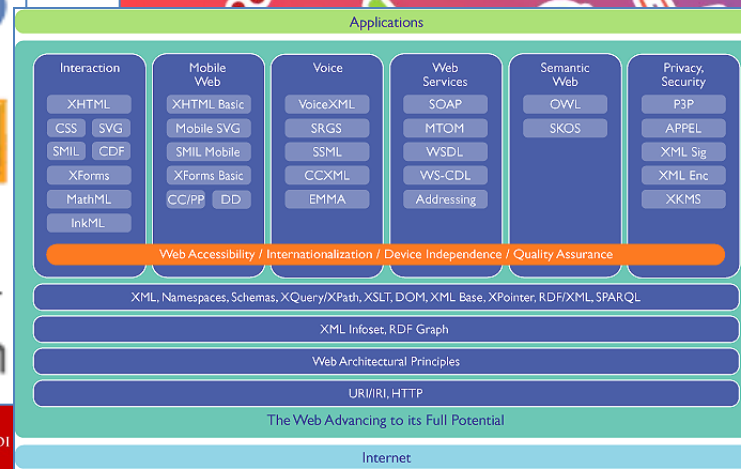 Applications
Interaction
XHTML
CSS SVG
SMIL CDF
XForms
MathML
InkML
Mobile
Web
XHTML Basic
Mobile SVG
SMIL Mobile
XForms Basic
CC/PP DD
Voice
VoiceXML
SRGS
SSML
CCXML
EMMA
Web
Services
SOAP
MTOM
WSDL
WS-CDL
Addressing
Semantic
Web
OWL
SKOS
Privacy,
Security
P3P
APPEL
XML Sig
XML Enc
XKMS
Web Accessibility / Internationalization / Device Independence / Quality Assurance
XML, Namespaces, Schemas, XQuery/XPath, XSLT, DOM, XML Base, XPointer, RDF/XML, SPARQL
XML Infoset, RDF Graph
Web Architectural Principles
URI/IRI, HTTP
The Web Advancing to its Full Potential
Internet